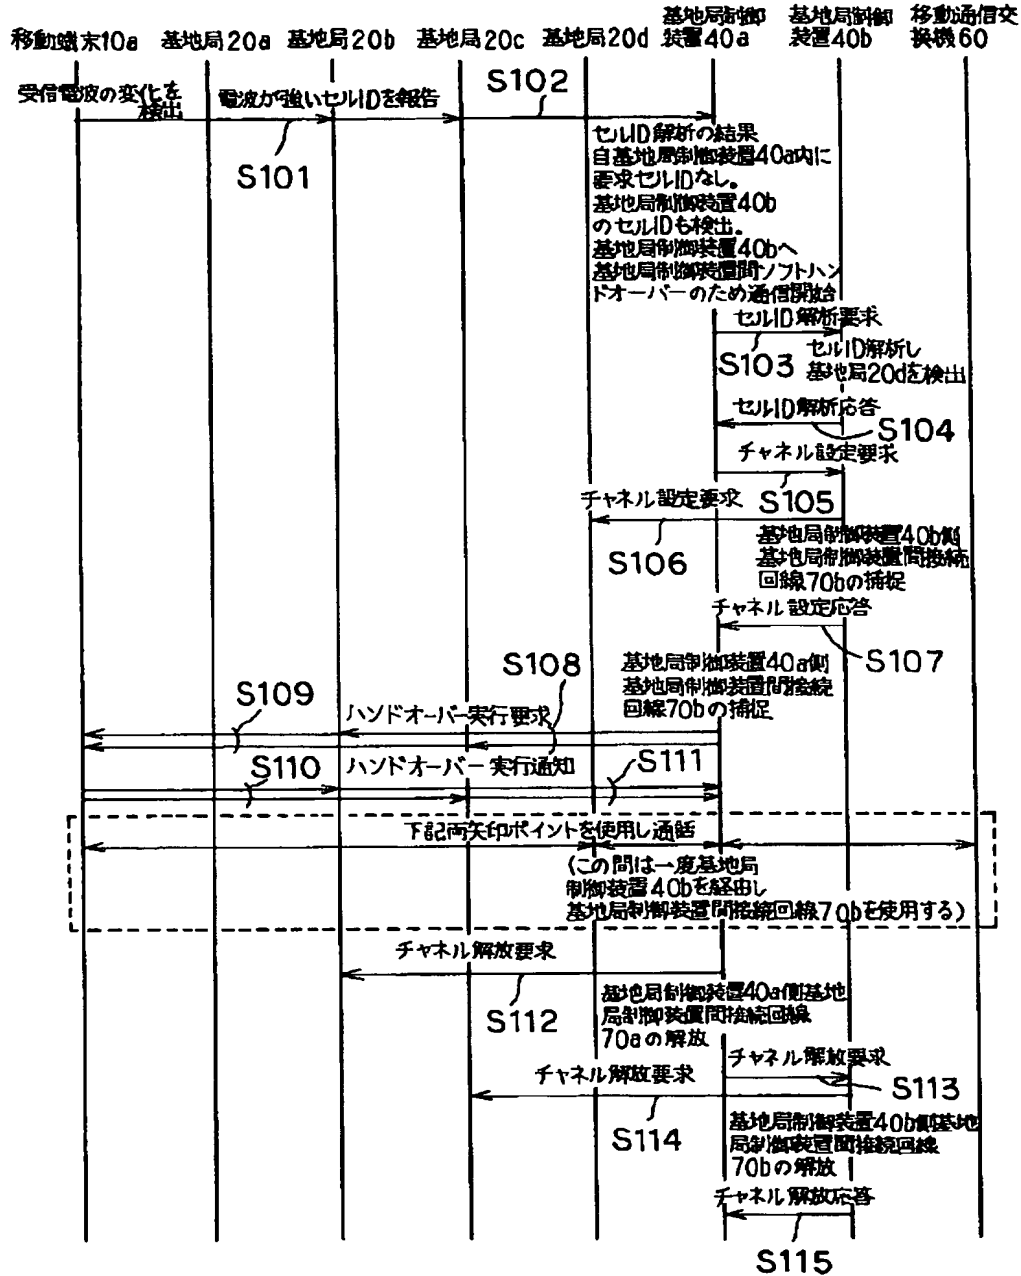 移動端末10a
基地局20a
基地局20b
基地局20c
基地局20d
基地局制御
装置40a
基地局制御
装置40b
移動通信交
換機60
受信電波の変化を
検出
電波が強いセルIDを報告
S102
S101
セルID解析の結果
自基地局制御装置40a内に
要求セルIDなし。
基地局制御装置40b
のセルIDも検出。
基地局制御装置40bへ
基地局制御装置間ソフトハン
ドオーバーのため通信開始
セルID解析要求
S103
セルID解析し
基地局20dを検出
セルID解析応答
S104
チャネル設定要求
S105
チャネル設定要求
S106
基地局制御装置40b側
基地局制御装置間接続
回線70bの捕捉
チャネル設定応答
S107
基地局制御装置40a側
基地局制御装置間接続
回線70bの捕捉
S108
S109
ハンドオーバー実行要求
S110
ハンドオーバー実行通知
S111
下記両矢印ポイントを使用し通話
(この間は一度基地局
制御装置40bを経由し
基地局制御装置間接続回線70bを使用する)
チャネル解放要求
S112
基地局制御装置40a側基地
局制御装置間接続回線
70aの解放
チャネル解放要求
S113
チャネル解放要求
S114
基地局制御装置40b側基地
局制御装置間接続回線
70bの解放
チャネル解放応答
S115